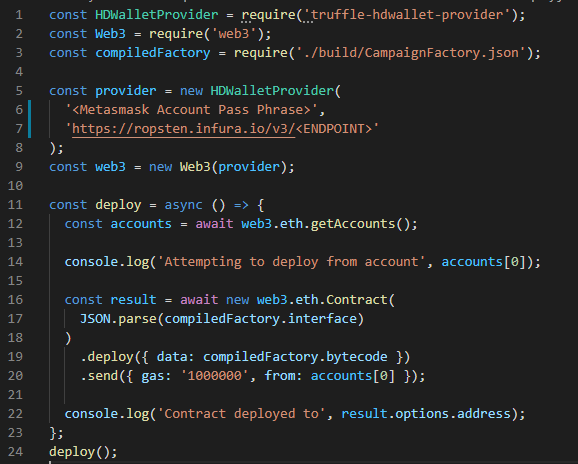 1 const HDWalletProvider = require('truffle-hdwallet-provider');
2 const Web3 = require('web3');
3 const compiledFactory = require('./build/CampaignFactory.json');
4
5 const provider = new HDWalletProvider(
6 '<Metasmask Account Pass Phrase>',
7 'https://ropsten.infura.io/v3/<ENDPOINT>'
8 );
9 const web3 = new Web3(provider);
10
11 const deploy = async () => {
12 const accounts = await web3.eth.getAccounts();
13
14 console.log('Attempting to deploy from account', accounts[0]);
15
16 const result = await new web3.eth.Contract(
17 JSON.parse(compiledFactory.interface)
18 )
19 .deploy({ data: compiledFactory.bytecode })
20 .send({ gas: '1000000', from: accounts[0] });
21
22 console.log('Contract deployed to', result.options.address);
23 };
24 deploy();